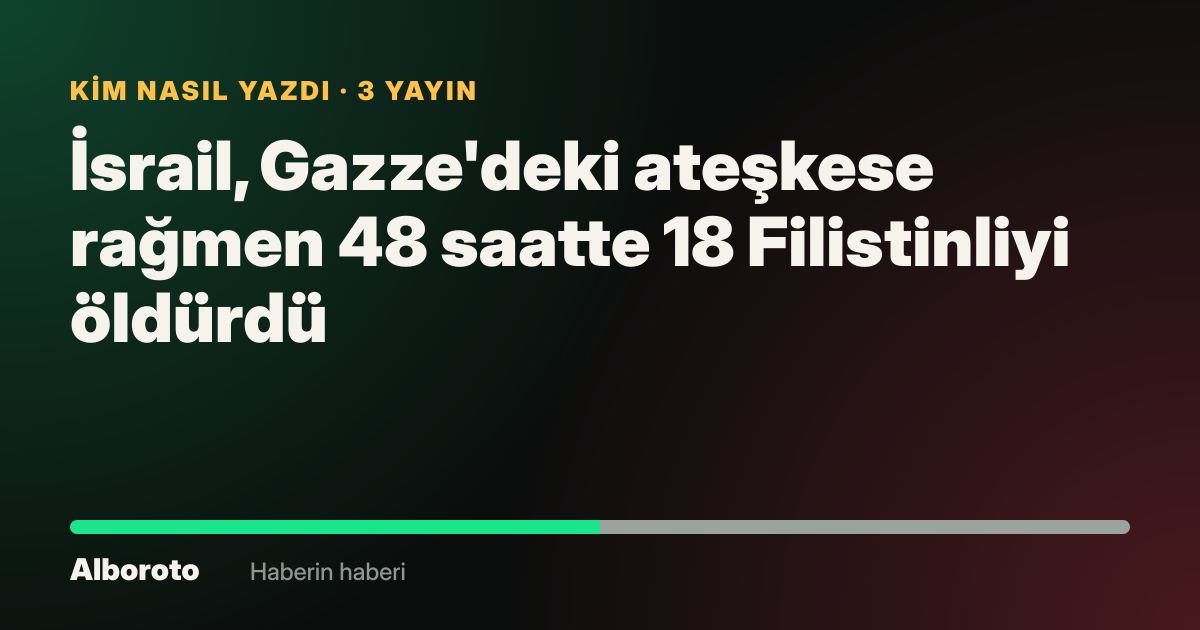 KİM NASIL YAZDI · 3 YAYIN
İsrail, Gazze'deki ateşkese
rağmen 48 saatte 18 Filistinliyi
öldürdü
Alboroto
Haberin haberi